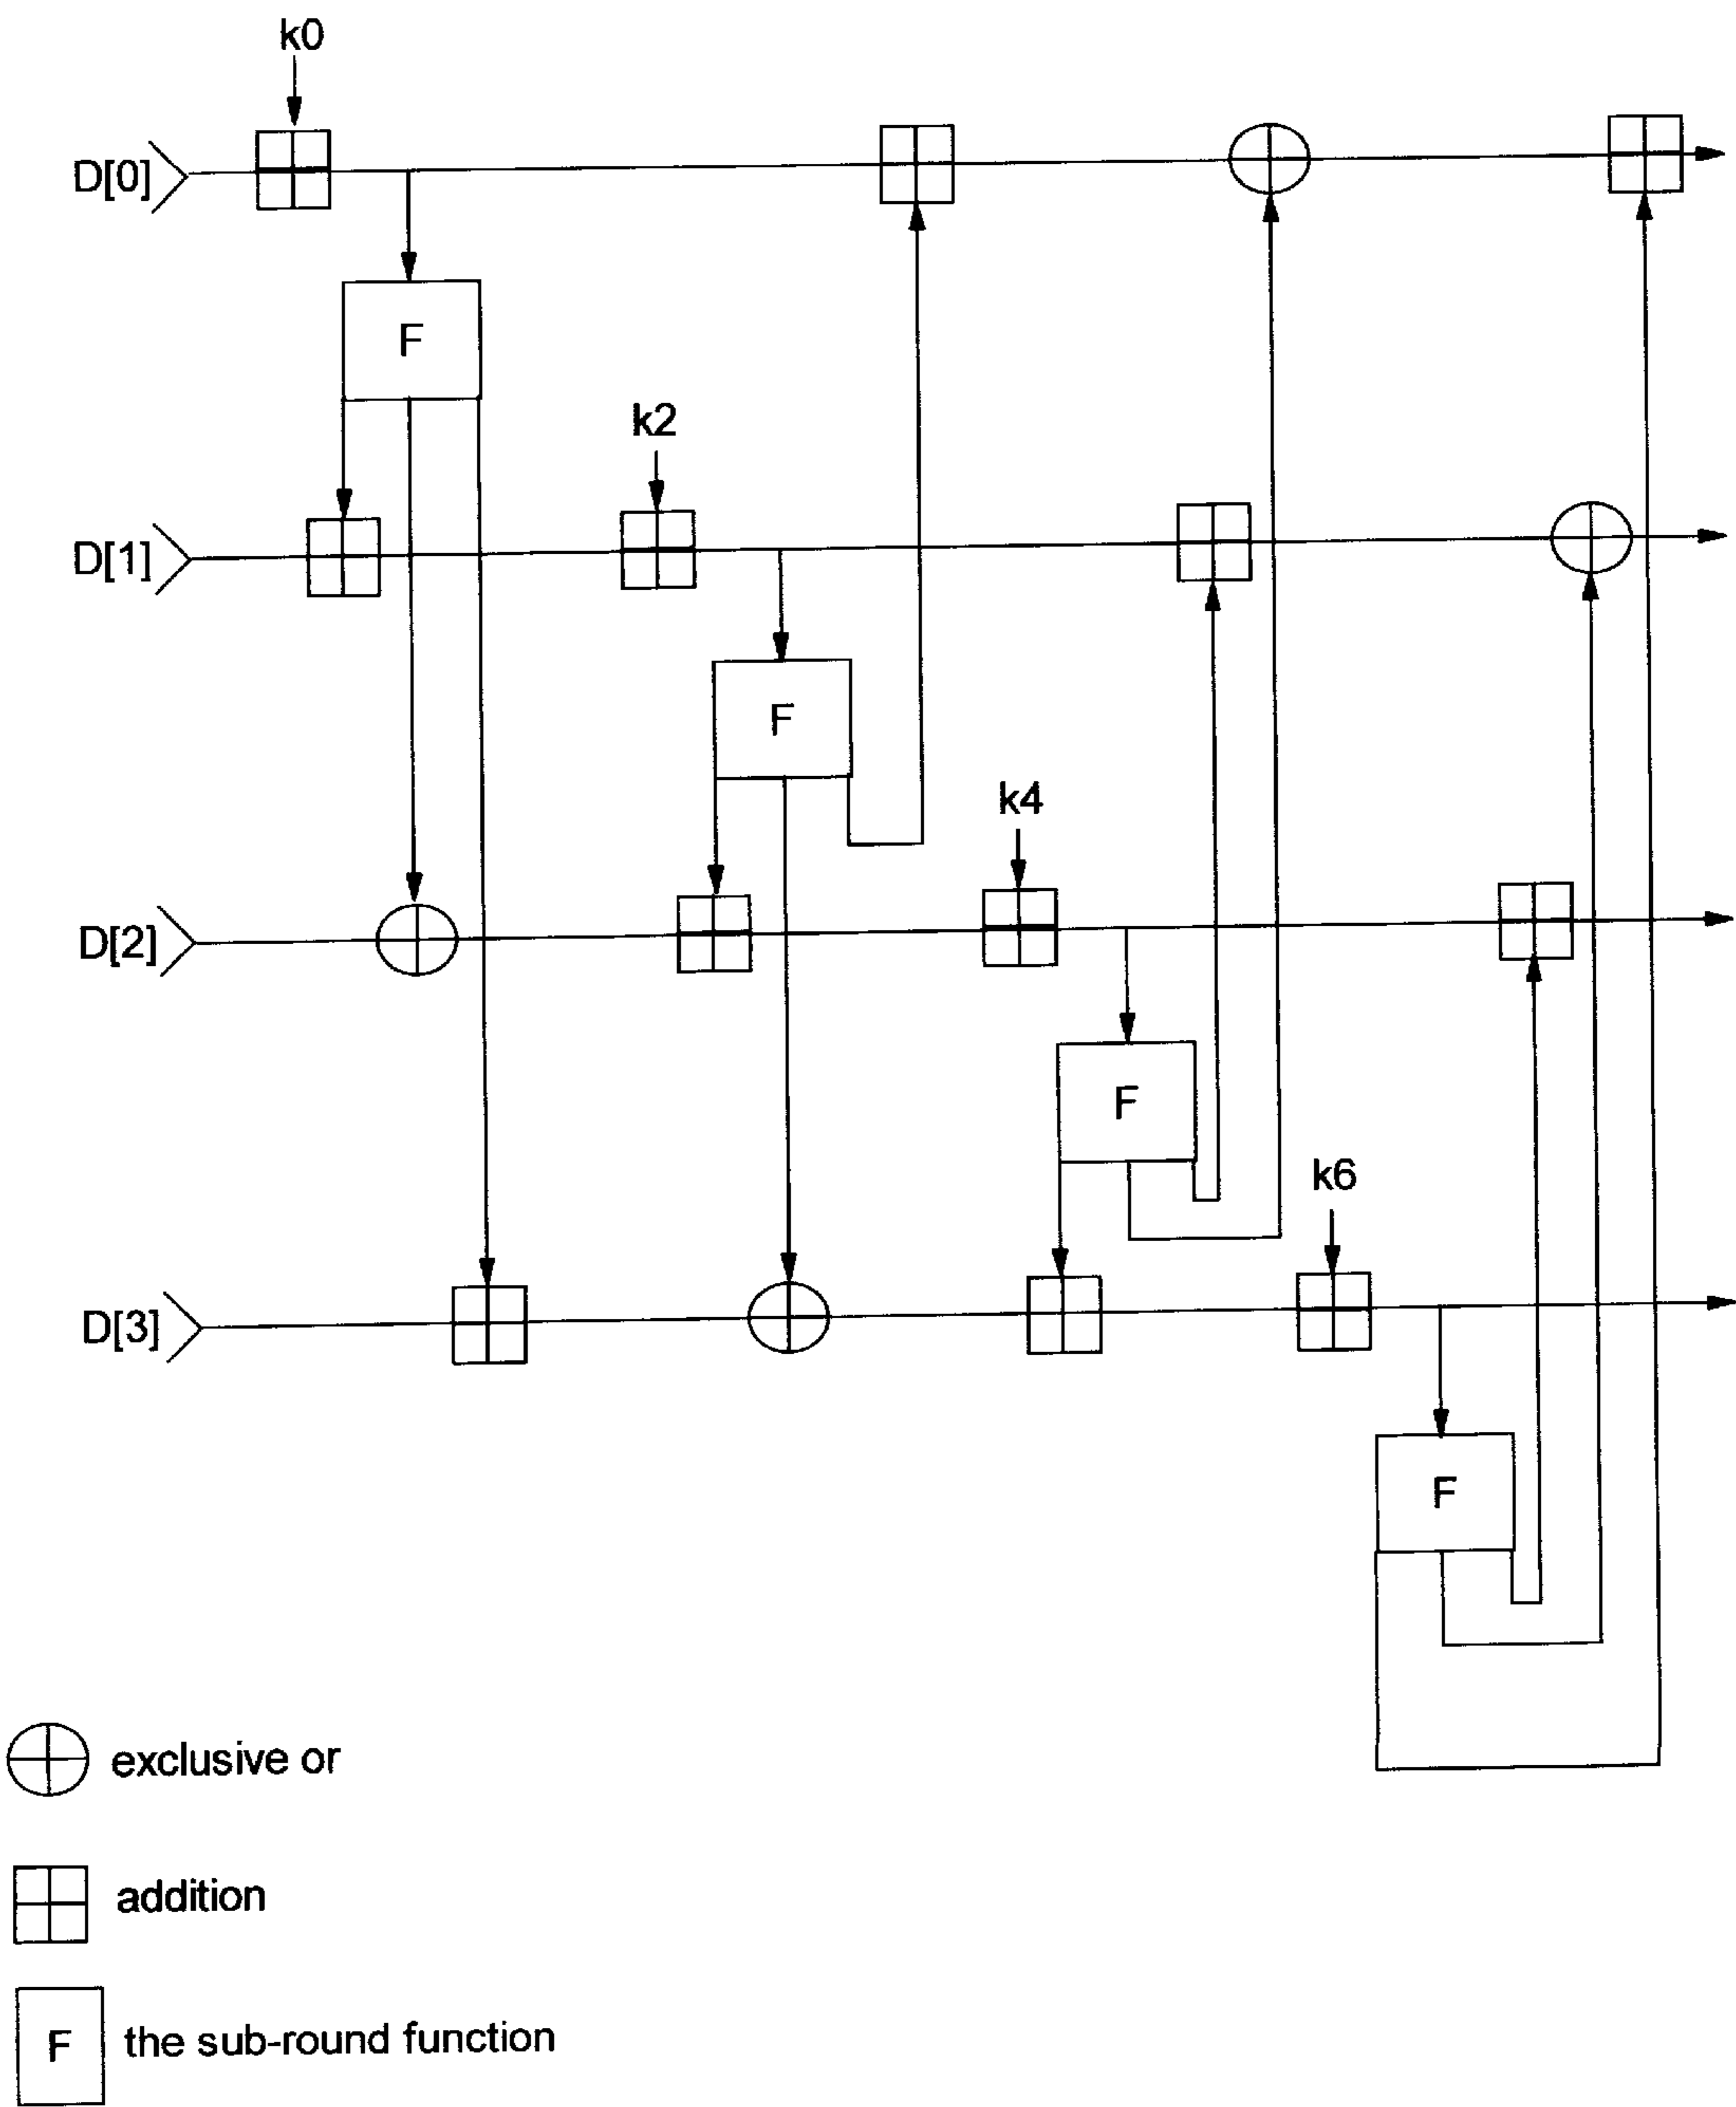 k0
D[0]
F
k2
D[1]
F
k4
D[2]
F
k6
D[3]
F
exclusive or
addition
F the sub-round function